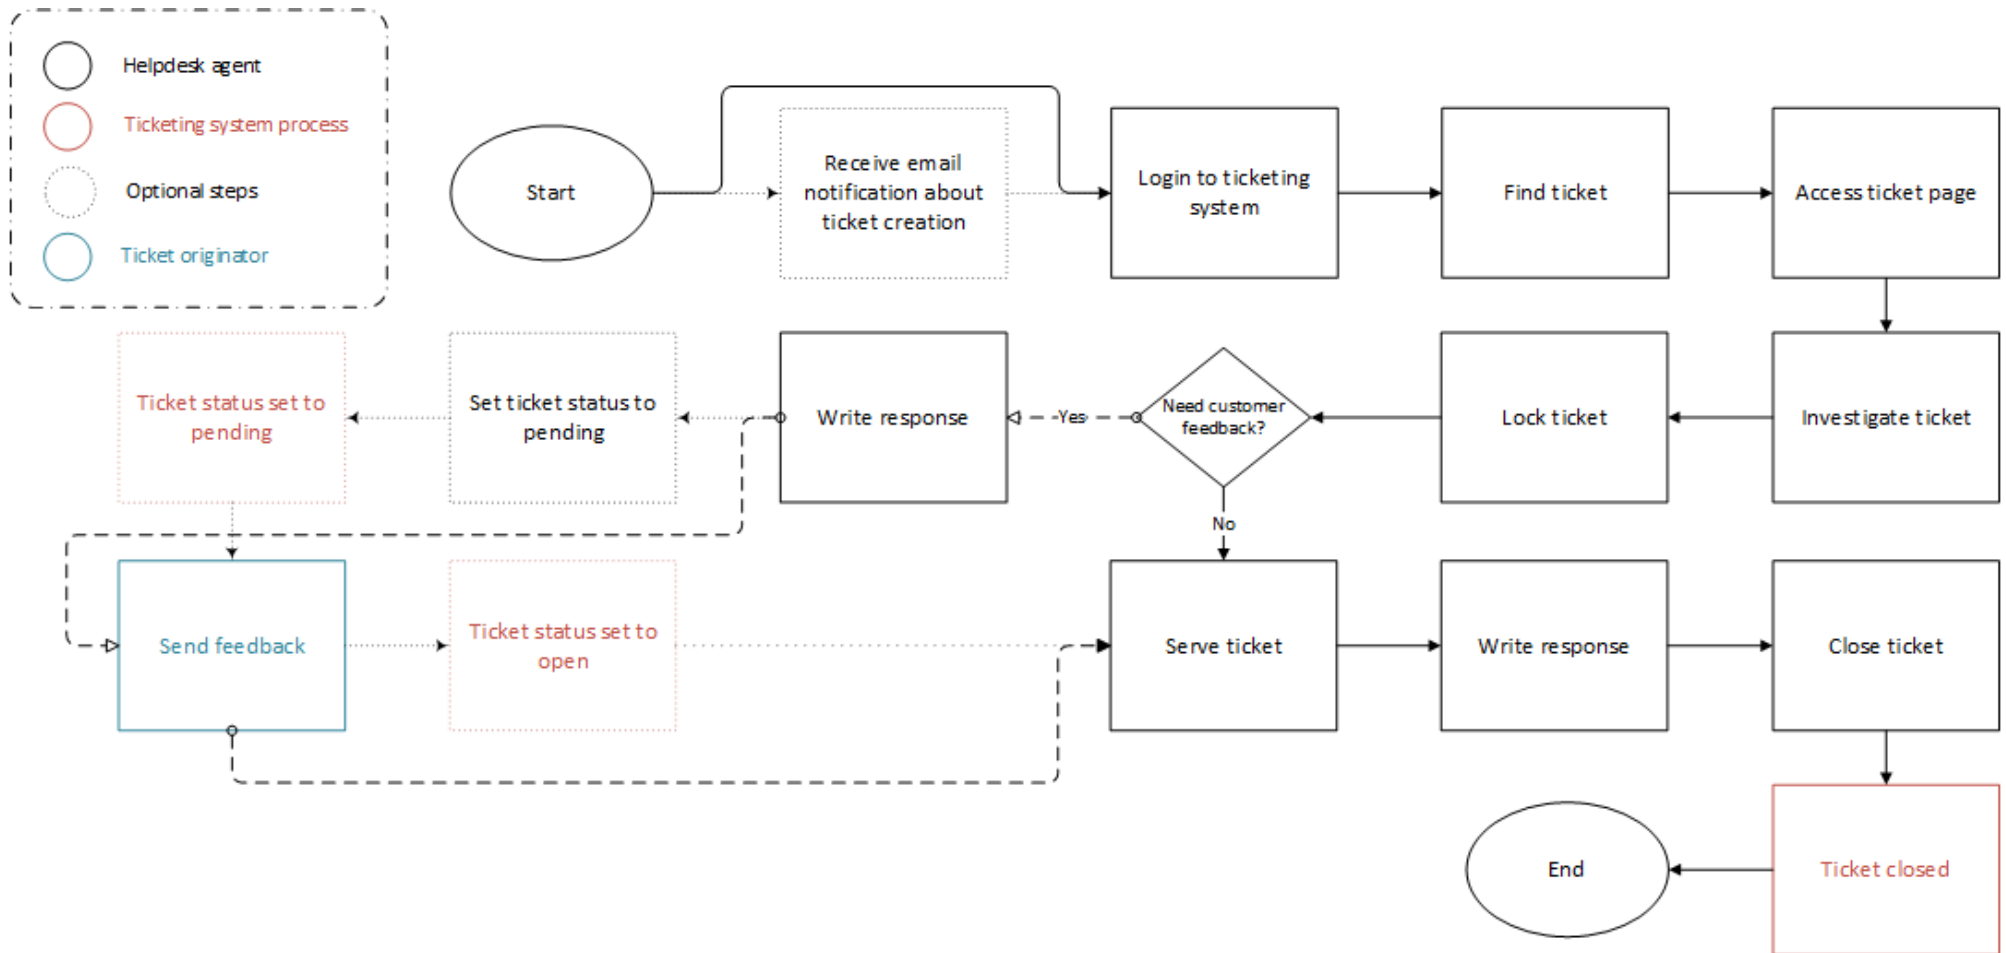 Helpdesk agent
Ticketing system process
Optional steps
Ticket originator
Start
Receive email
notification about
ticket creation
Login to ticketing
system
Find ticket
Access ticket page
Ticket status set to
pending
Set ticket status to
pending
Write response
Yes
Need customer
feedback?
Lock ticket
Investigate ticket
No
Send feedback
Ticket status set to
open
Serve ticket
Write response
Close ticket
End
Ticket closed